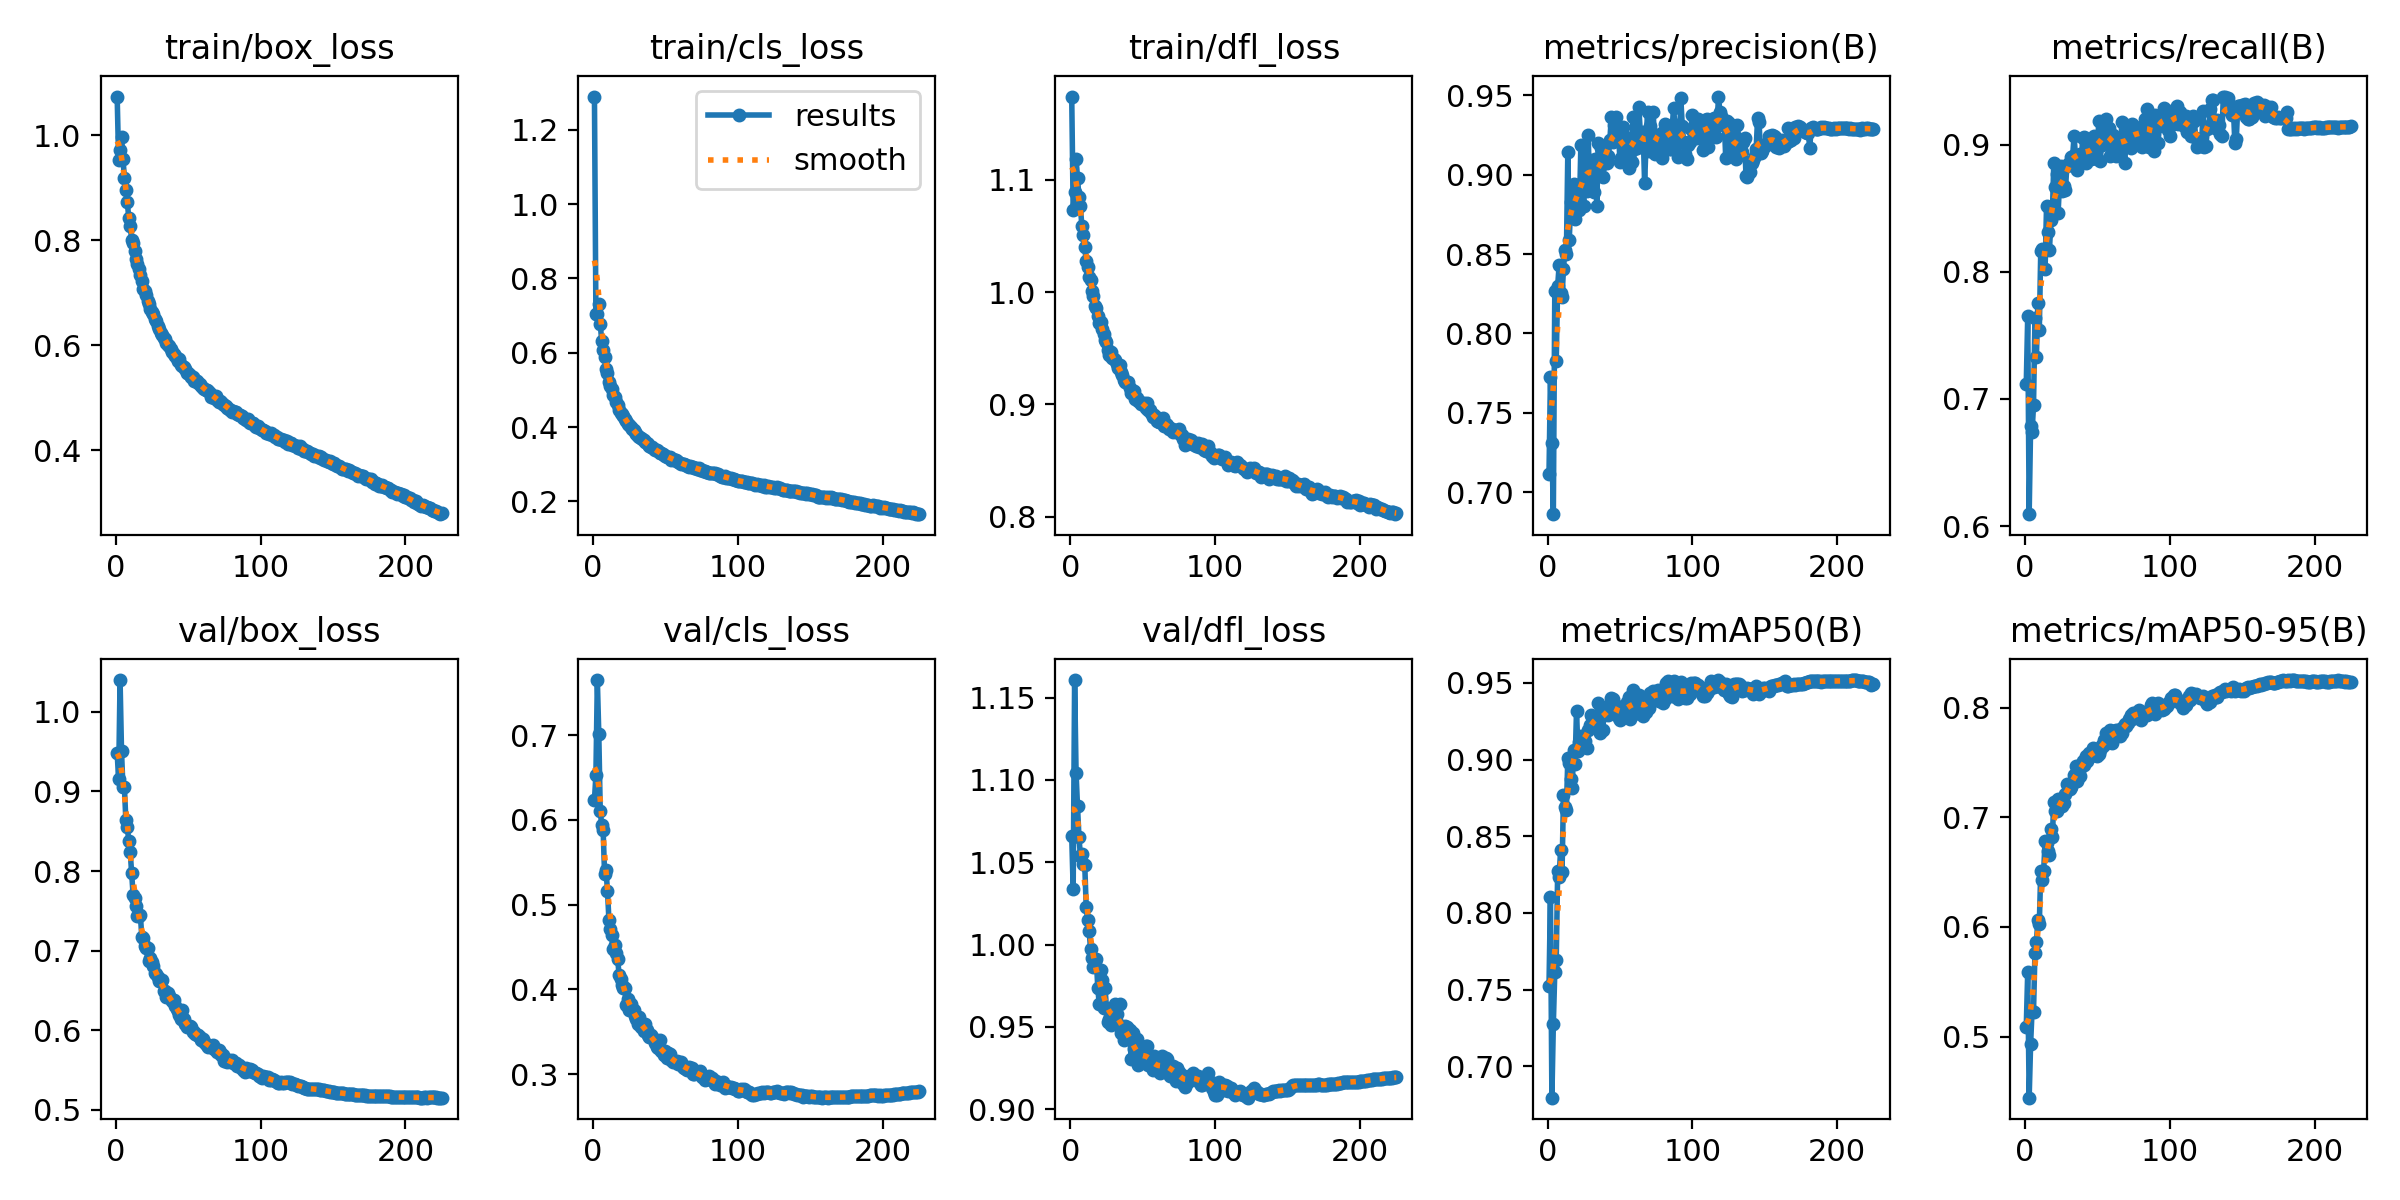 train/box_loss
1.0
0.8
0.6
0.4
0 100 200
train/cls_loss
results
smooth
1.2
1.0
0.8
0.6
0.4
0.2
0 100 200
train/dfl_loss
1.1
1.0
0.9
0.8
0 100 200
metrics/precision(B)
0.95
0.90
0.85
0.80
0.75
0.70
0 100 200
metrics/recall(B)
0.9
0.8
0.7
0.6
0 100 200
val/box_loss
1.0
0.9
0.8
0.7
0.6
0.5
0 100 200
val/cls_loss
0.7
0.6
0.5
0.4
0.3
0 100 200
val/dfl_loss
1.15
1.10
1.05
1.00
0.95
0.90
0 100 200
metrics/mAP50(B)
0.95
0.90
0.85
0.80
0.75
0.70
0 100 200
metrics/mAP50-95(B)
0.8
0.7
0.6
0.5
0 100 200